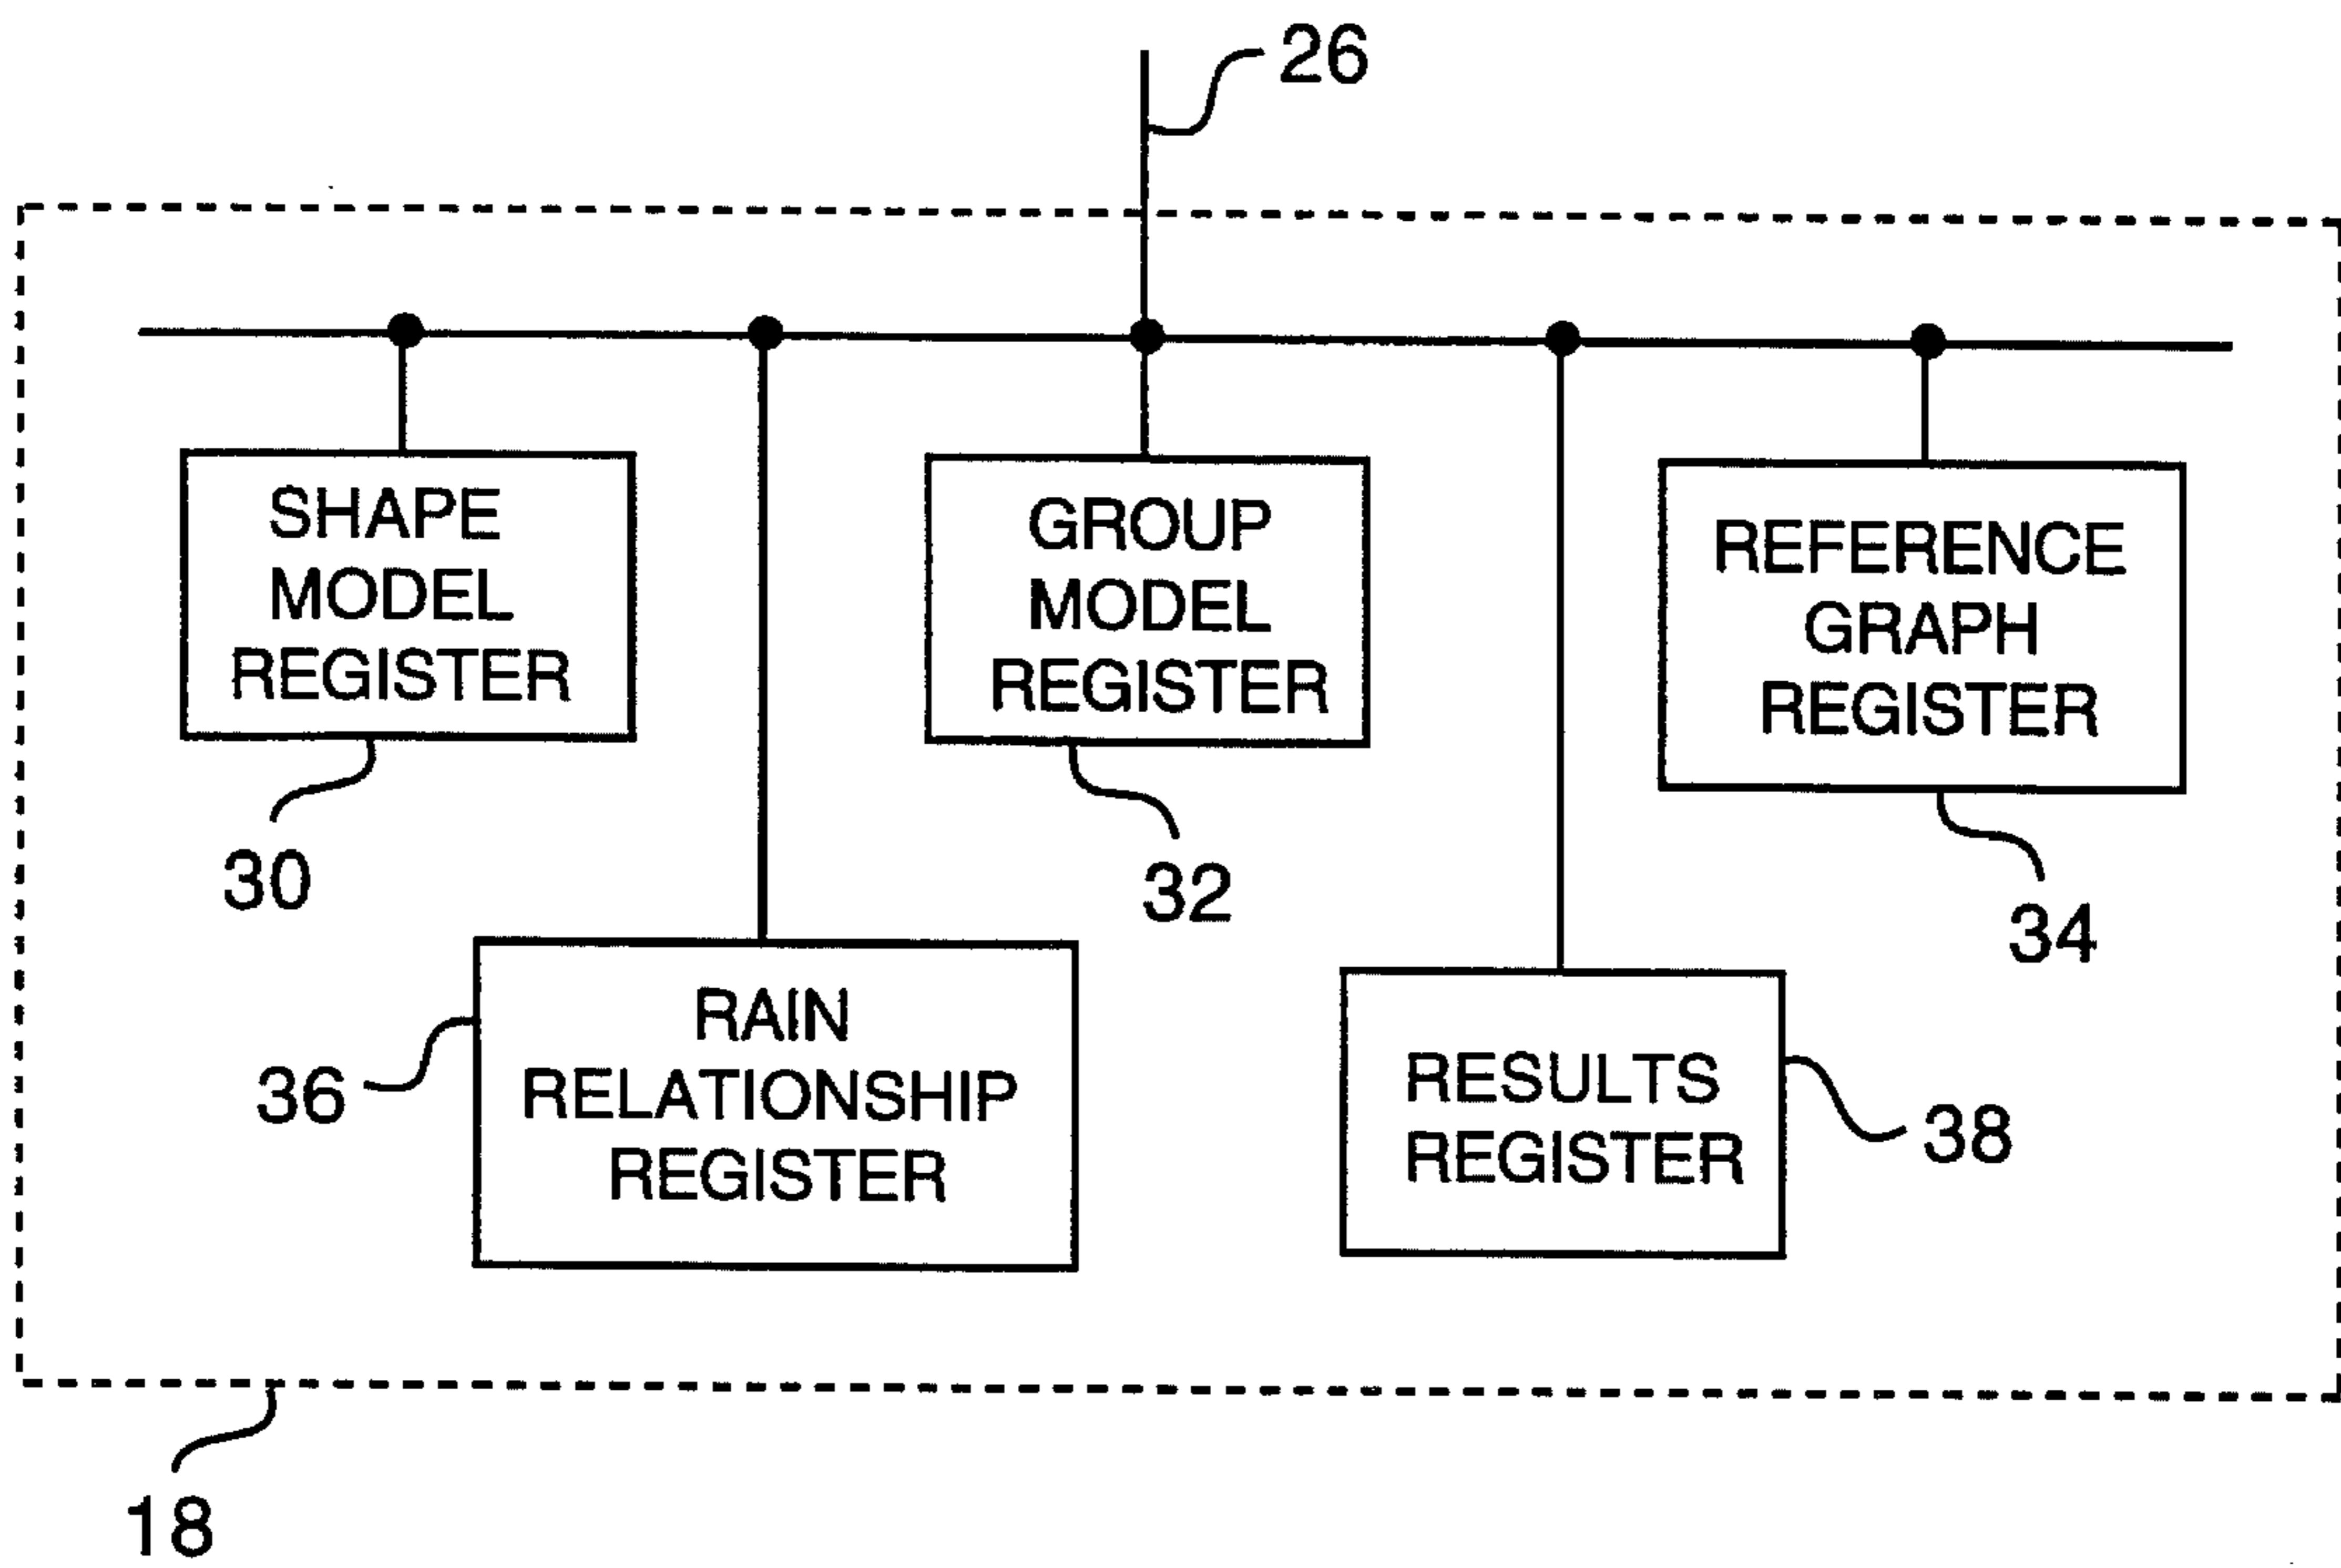 26
SHAPE
MODEL
REGISTER
30
GROUP
MODEL
REGISTER
32
REFERENCE
GRAPH
REGISTER
34
RAIN
RELATIONSHIP
REGISTER
36
RESULTS
REGISTER
38
18